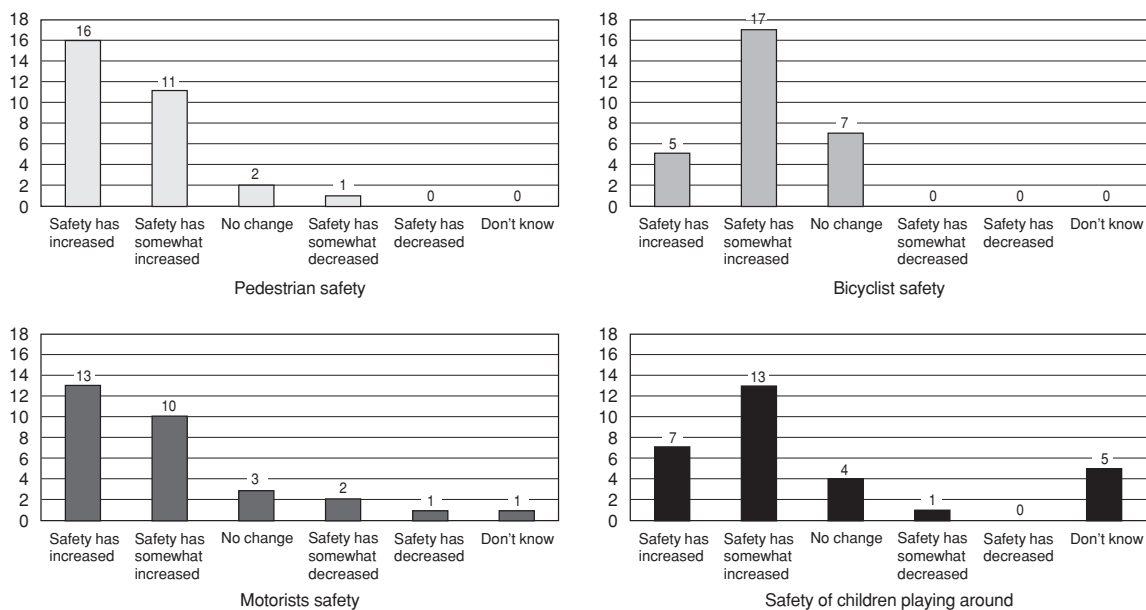 18
16
14
12
10
8
6
4
2
0
16
11
2
1
0
0
Safety has
increased
Safety has
somewhat
increased
No change
Safety has
somewhat
decreased
Safety has
decreased
Don't know
Pedestrian safety
18
16
14
12
10
8
6
4
2
0
5
17
7
0
0
0
Safety has
increased
Safety has
somewhat
increased
No change
Safety has
somewhat
decreased
Safety has
decreased
Don't know
Bicyclist safety
18
16
14
12
10
8
6
4
2
0
13
10
3
2
1
1
Safety has
increased
Safety has
somewhat
increased
No change
Safety has
somewhat
decreased
Safety has
decreased
Don't know
Motorists safety
18
16
14
12
10
8
6
4
2
0
7
13
4
1
0
5
Safety has
increased
Safety has
somewhat
increased
No change
Safety has
somewhat
decreased
Safety has
decreased
Don't know
Safety of children playing around